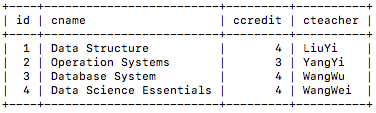 +----+-------------------------+---------+----------+
| id | cname | ccredit | cteacher |
+----+-------------------------+---------+----------+
| 1 | Data Structure | 4 | LiuYi |
| 2 | Operation Systems | 3 | YangYi |
| 3 | Database System | 4 | WangWu |
| 4 | Data Science Essentials | 4 | WangWei |
+----+-------------------------+---------+----------+